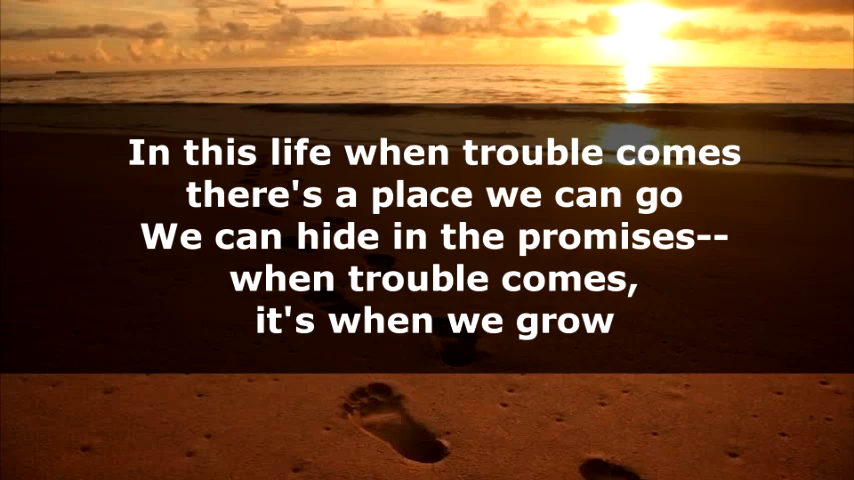 In this life when trouble comes
there's a place we can go
We can hide in the promises--
when trouble comes,
it's when we grow